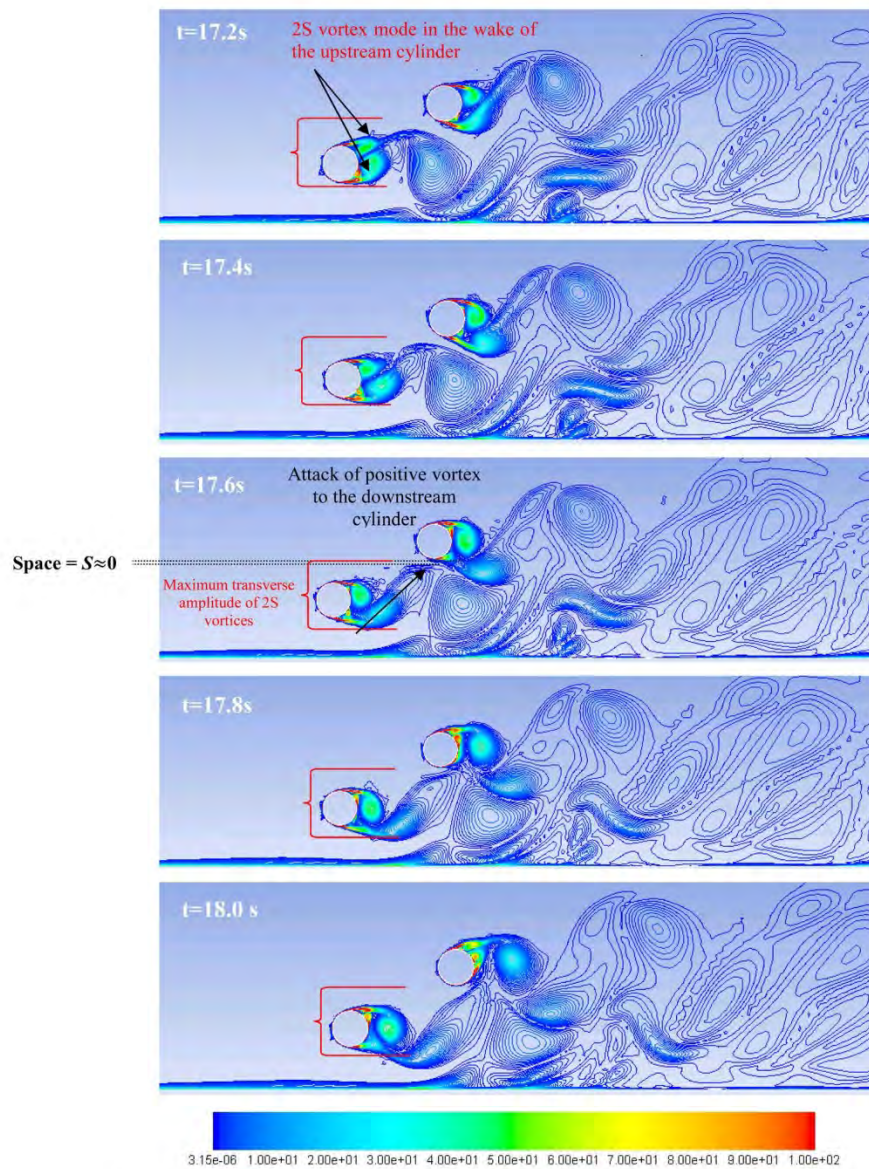 t=17.2s
2S vortex mode in the wake of
the upstream cylinder
t=17.4s
t=17.6s
Attack of positive vortex
to the downstream
cylinder
Space = S≈0
Maximum transverse
amplitude of 2S
vortices
t=17.8s
t=18.0 s
3.15e-06 1.00e+01 2.00e+01 3.00e+01 4.00e+01 5.00e+01 6.00e+01 7.00e+01 8.00e+01 9.00e+01 1.00e+02